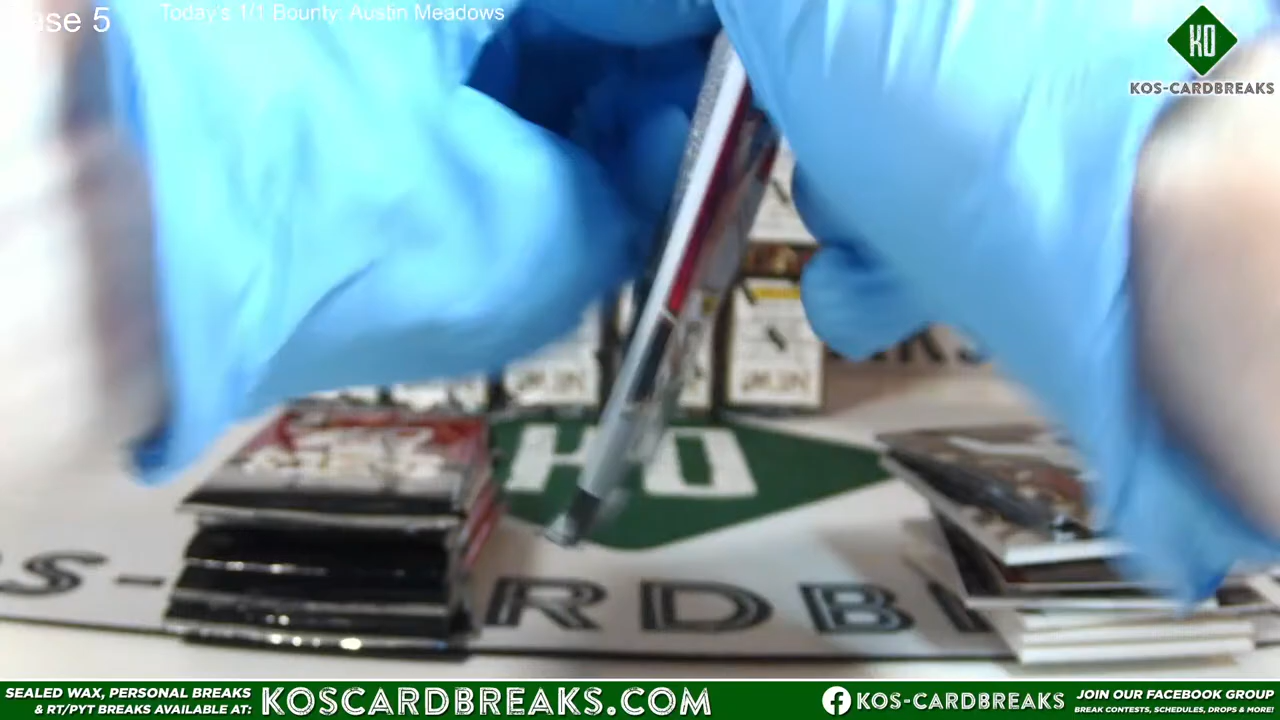 ase 5
Today's 1/1 Bounty: Austin Meadows
KO
KOS-CARDBREAKS
KO
S-
RDB
SEALED WAX, PERSONAL BREAKS
& RT/PYT BREAKS AVAILABLE AT:
KOSCARDBREAKS.COM
KOS-CARDBREAKS
JOIN OUR FACEBOOK GROUP
BREAK CONTESTS, SCHEDULES, DROPS & MORE!